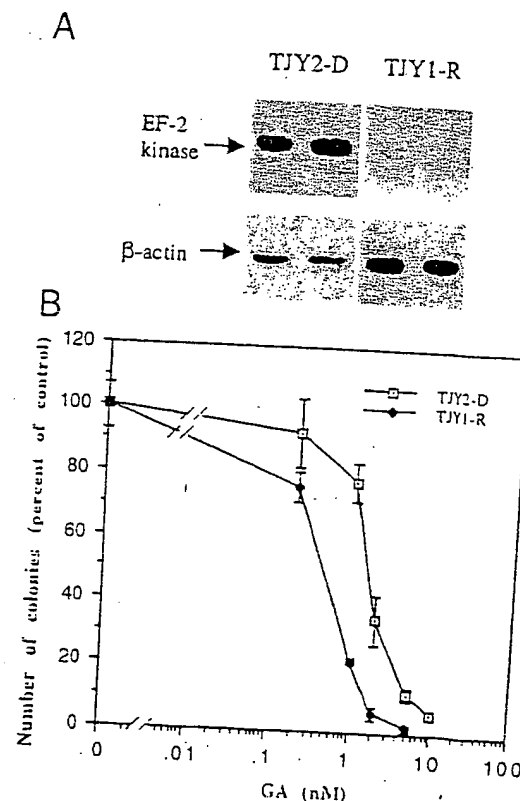 A
TJY2-D TJY1-R
EF-2
kinase
β-actin
B
120
100
80
60
40
20
0
Number of colonies (percent of control)
TJY2-D
TJY1-R
0 .01 .1 1 10 100
GA (nM)